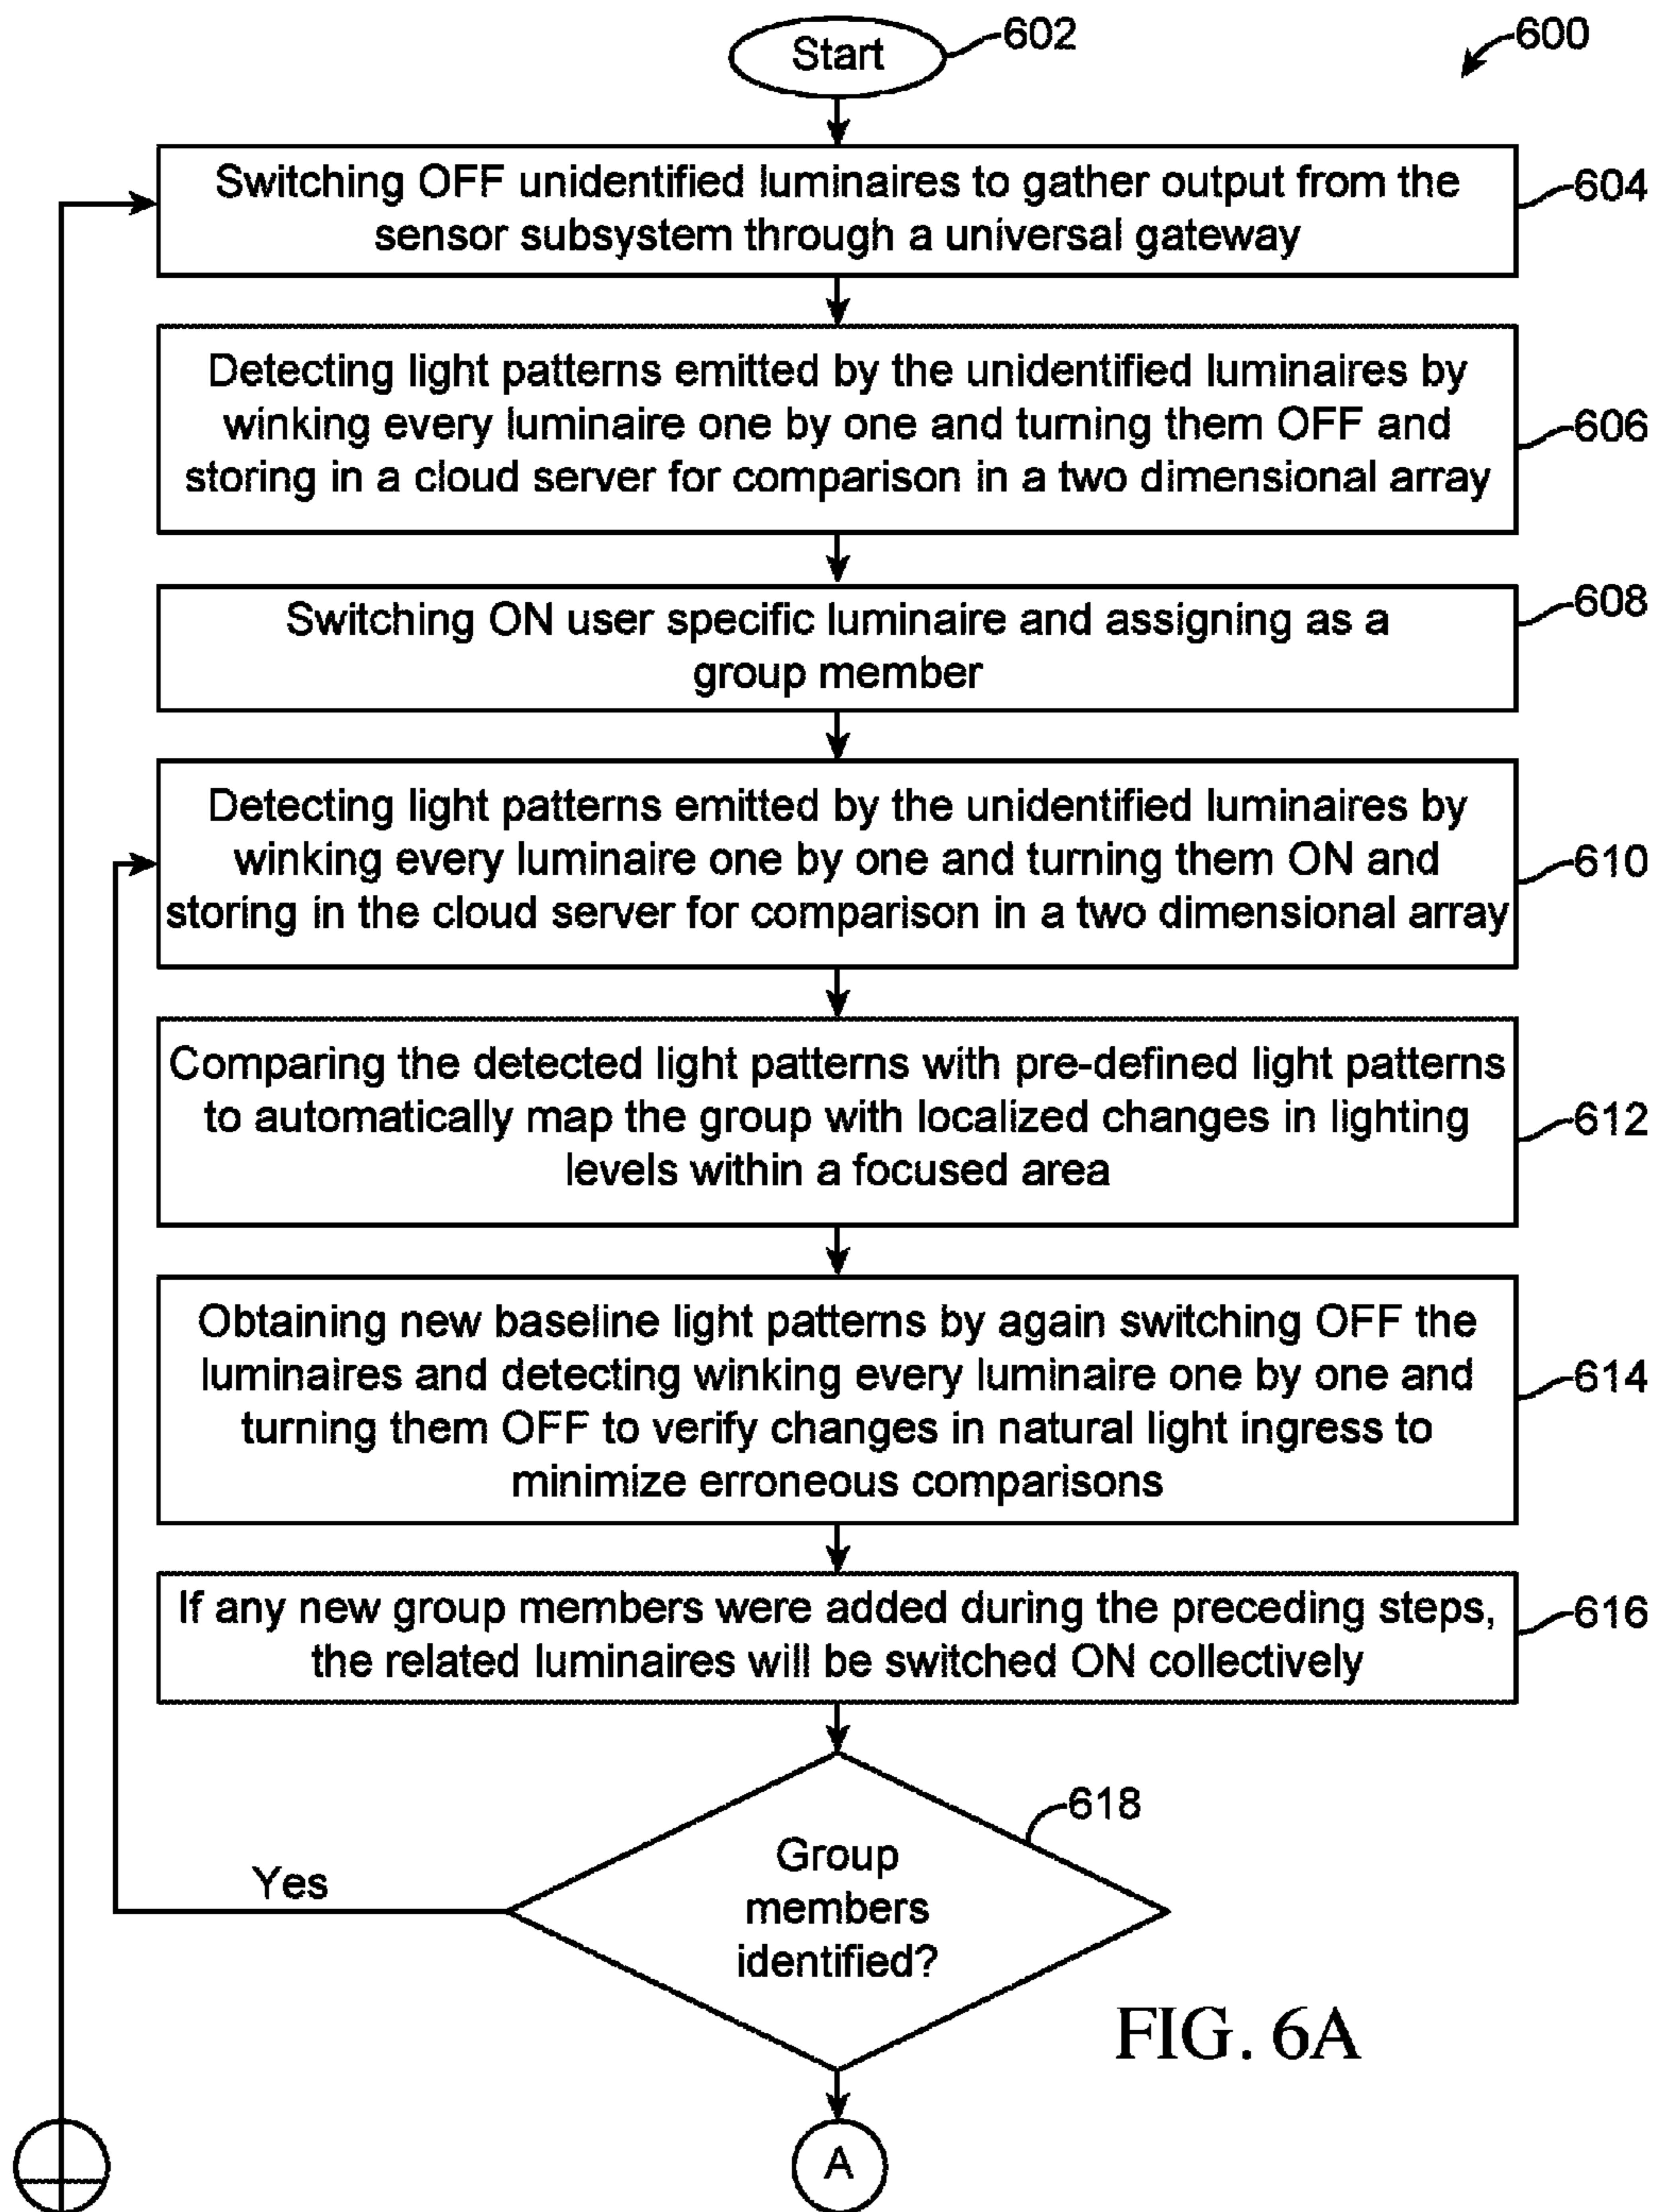 Start
602
600
Switching OFF unidentified luminaires to gather output from the
sensor subsystem through a universal gateway
604
Detecting light patterns emitted by the unidentified luminaires by
winking every luminaire one by one and turning them OFF and
storing in a cloud server for comparison in a two dimensional array
606
Switching ON user specific luminaire and assigning as a
group member
608
Detecting light patterns emitted by the unidentified luminaires by
winking every luminaire one by one and turning them ON and
storing in the cloud server for comparison in a two dimensional array
610
Comparing the detected light patterns with pre-defined light patterns
to automatically map the group with localized changes in lighting
levels within a focused area
612
Obtaining new baseline light patterns by again switching OFF the
luminaires and detecting winking every luminaire one by one and
turning them OFF to verify changes in natural light ingress to
minimize erroneous comparisons
614
If any new group members were added during the preceding steps,
the related luminaires will be switched ON collectively
616
618
Group
members
identified?
Yes
FIG. 6A
A